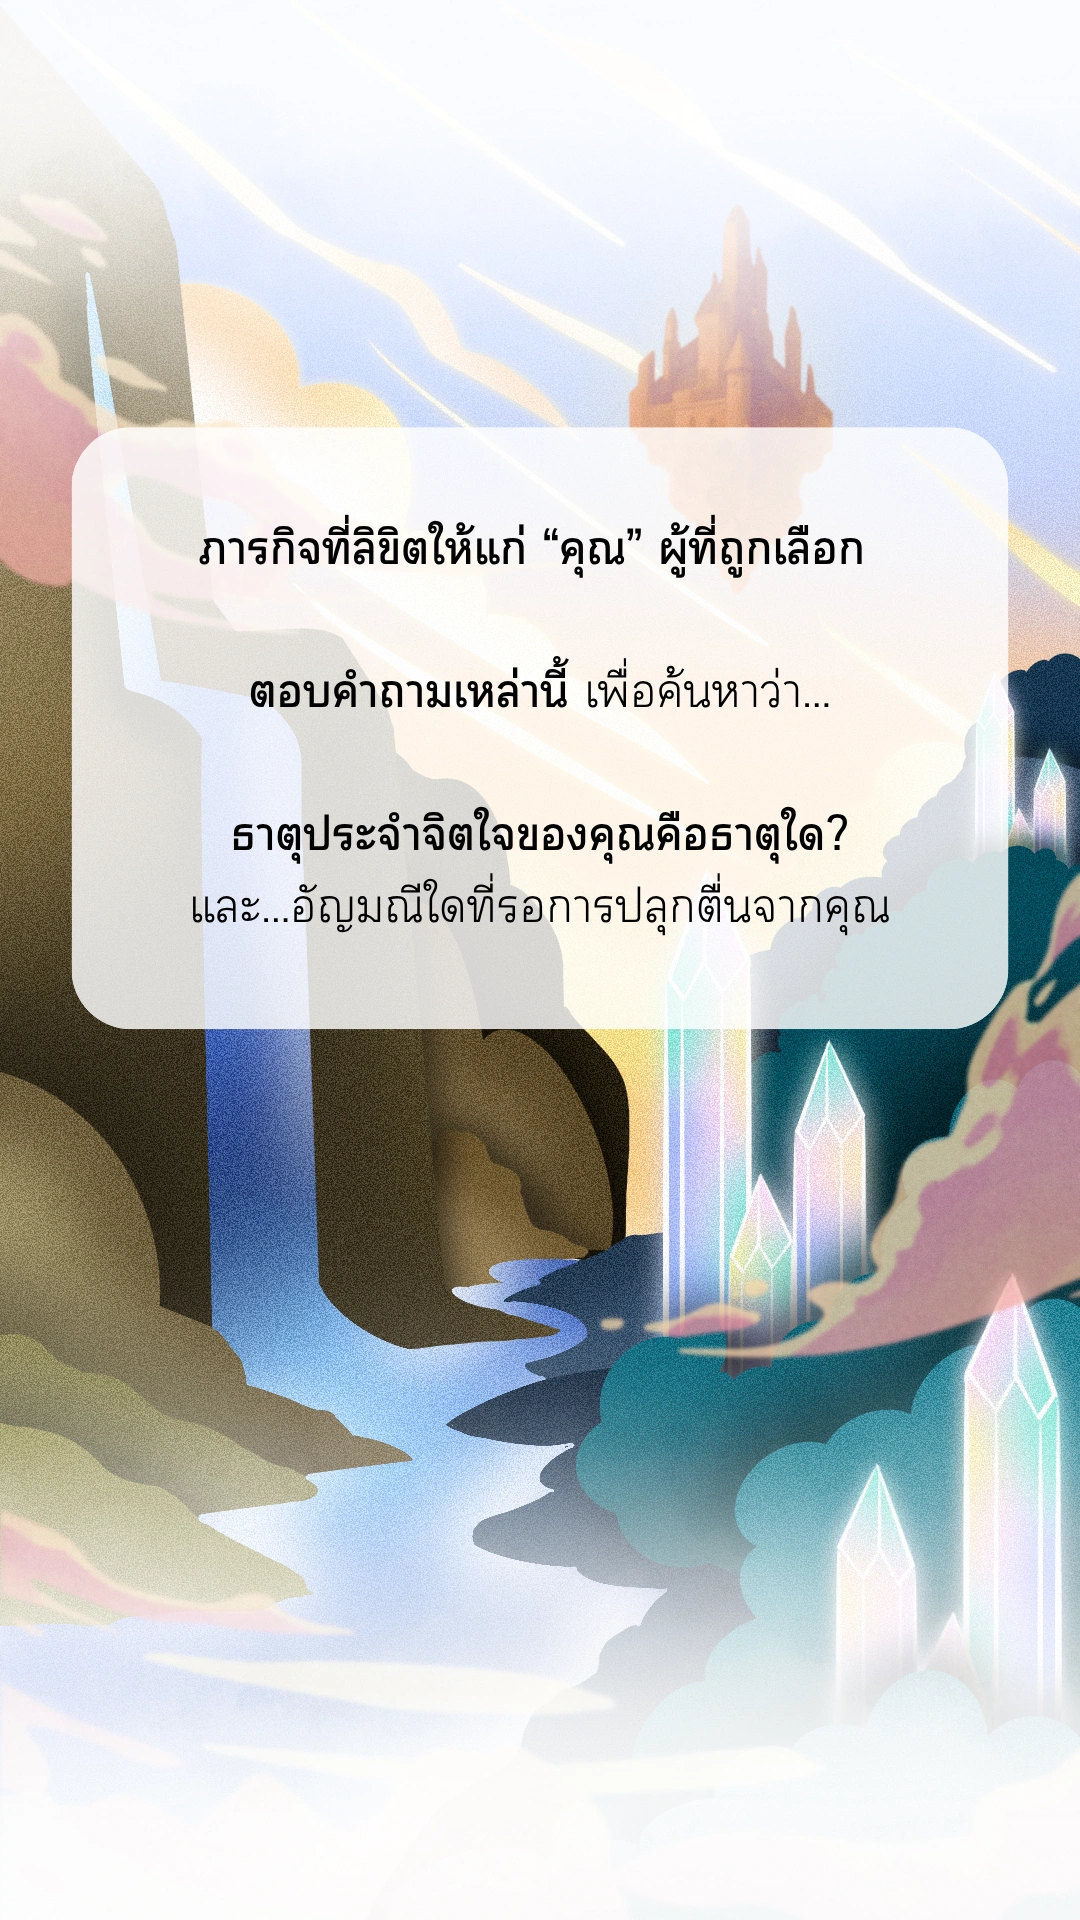 ภารกิจที่ลิขิตให้แก่ “คุณ” ผู้ที่ถูกเลือก
ตอบคำถามเหล่านี้ เพื่อค้นหาว่า...
ธาตุประจำจิตใจของคุณคือธาตุใด?
และ...อัญมณีใดที่รอการปลุกตื่นจากคุณ